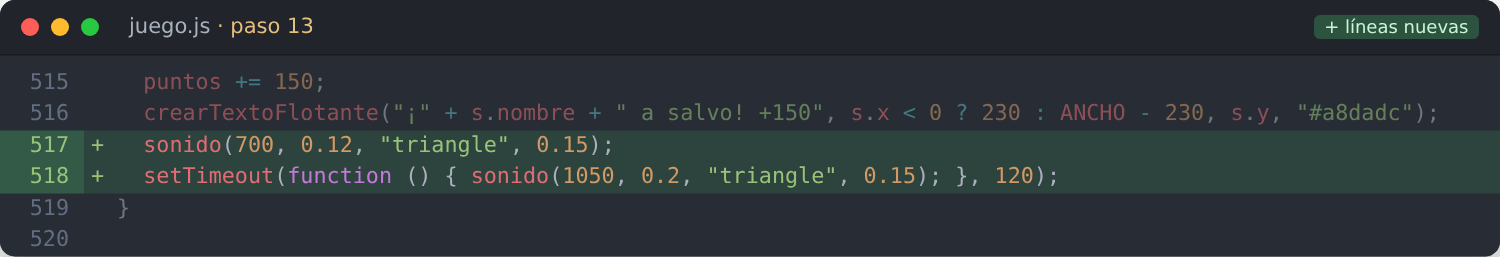 juego.js · paso 13
+ líneas nuevas
515 puntos += 150;
516 crearTextoFlotante("¡" + s.nombre + " a salvo! +150", s.x < 0 ? 230 : ANCHO - 230, s.y, "#a8dadc");
517 + sonido(700, 0.12, "triangle", 0.15);
518 + setTimeout(function () { sonido(1050, 0.2, "triangle", 0.15); }, 120);
519 }
520